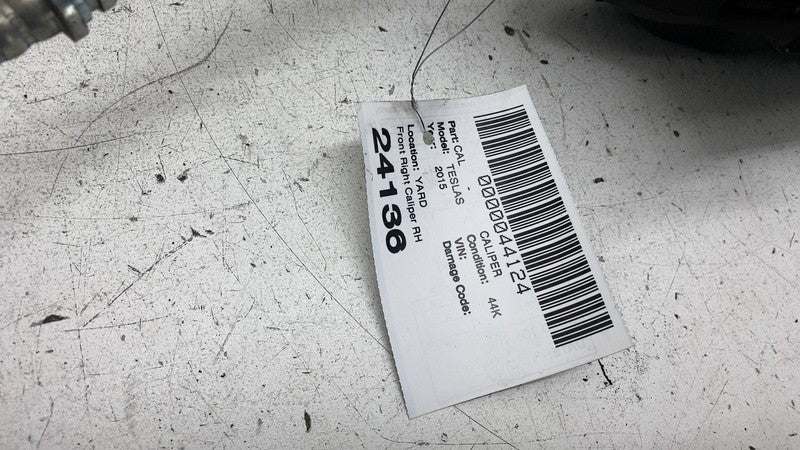 0000044124
Part: CAL - CALIPER
Model: TESLAS Condition: 44K
Year: 2015 VIN:
Damage Code:
Location: YARD
Front Right Caliper RH
24136